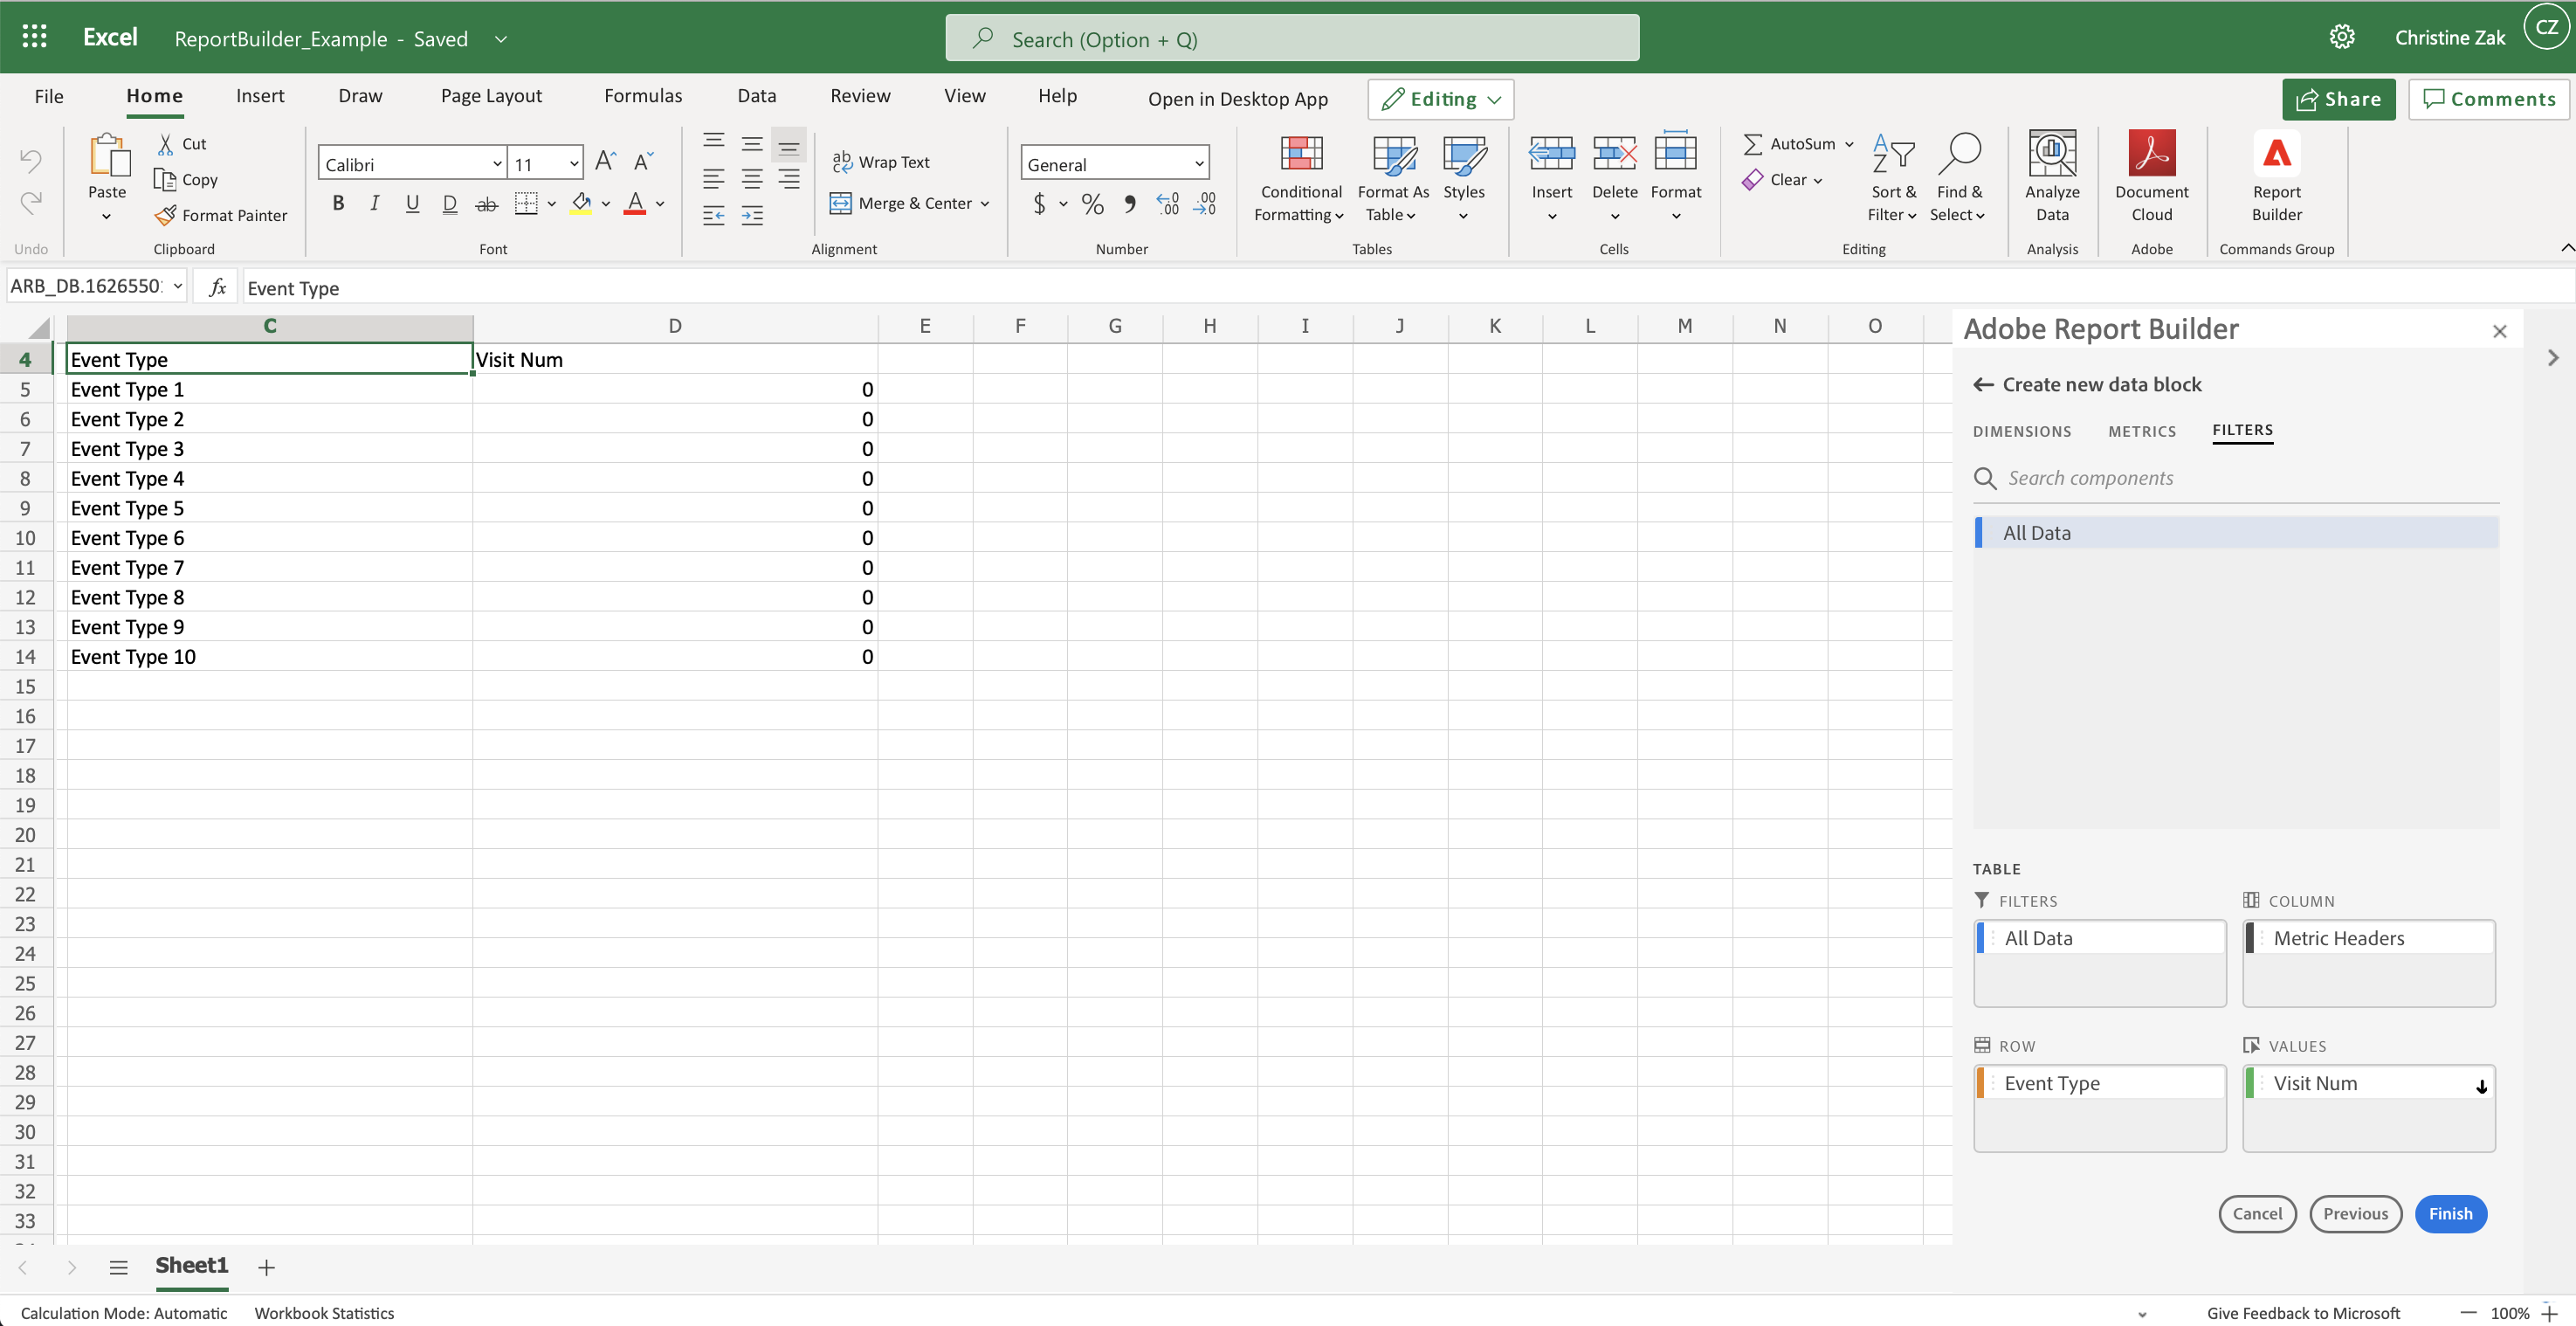 Excel ReportBuilder_Example - Saved Search (Option + Q) Christine Zak CZ
File Home Insert Draw Page Layout Formulas Data Review View Help Open in Desktop App Editing Share Comments
Undo
Paste
Cut
Copy
Format Painter
Clipboard
Calibri 11 A A
B I U D ab A
Font
ab Wrap Text
Merge & Center
Alignment
General
$ % , .00 .00
Number
Conditional Formatting
Format As Table
Styles
Tables
Insert
Delete
Format
Cells
AutoSum
Clear
Sort & Filter
Find & Select
Editing
Analyze Data
Analysis
Document Cloud
Adobe
Report Builder
Commands Group
ARB_DB.1626550 fx Event Type
C D E F G H I J K L M N O
4 Event Type Visit Num
5 Event Type 1 0
6 Event Type 2 0
7 Event Type 3 0
8 Event Type 4 0
9 Event Type 5 0
10 Event Type 6 0
11 Event Type 7 0
12 Event Type 8 0
13 Event Type 9 0
14 Event Type 10 0
15
16
17
18
19
20
21
22
23
24
25
26
27
28
29
30
31
32
33
Adobe Report Builder
Create new data block
DIMENSIONS METRICS FILTERS
Search components
All Data
TABLE
FILTERS
All Data
COLUMN
Metric Headers
ROW
Event Type
VALUES
Visit Num
Cancel Previous Finish
Sheet1
Calculation Mode: Automatic Workbook Statistics Give Feedback to Microsoft 100%